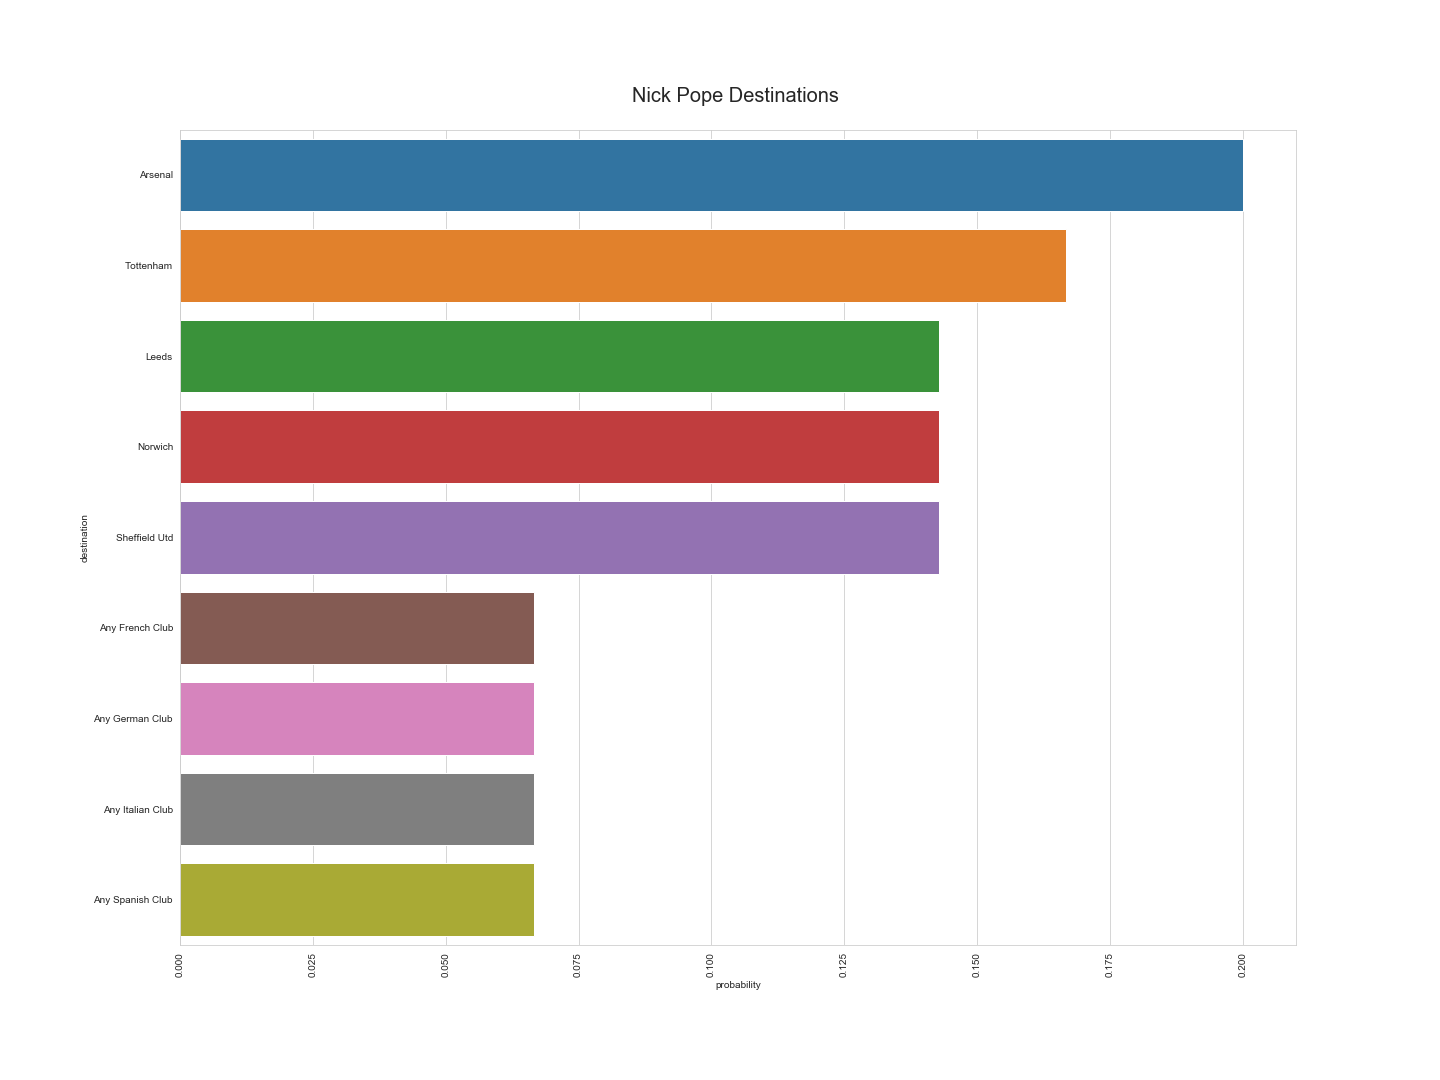 Nick Pope Destinations
destination
Arsenal
Tottenham
Leeds
Norwich
Sheffield Utd
Any French Club
Any German Club
Any Italian Club
Any Spanish Club
0.000
0.025
0.050
0.075
0.100
0.125
0.150
0.175
0.200
probability